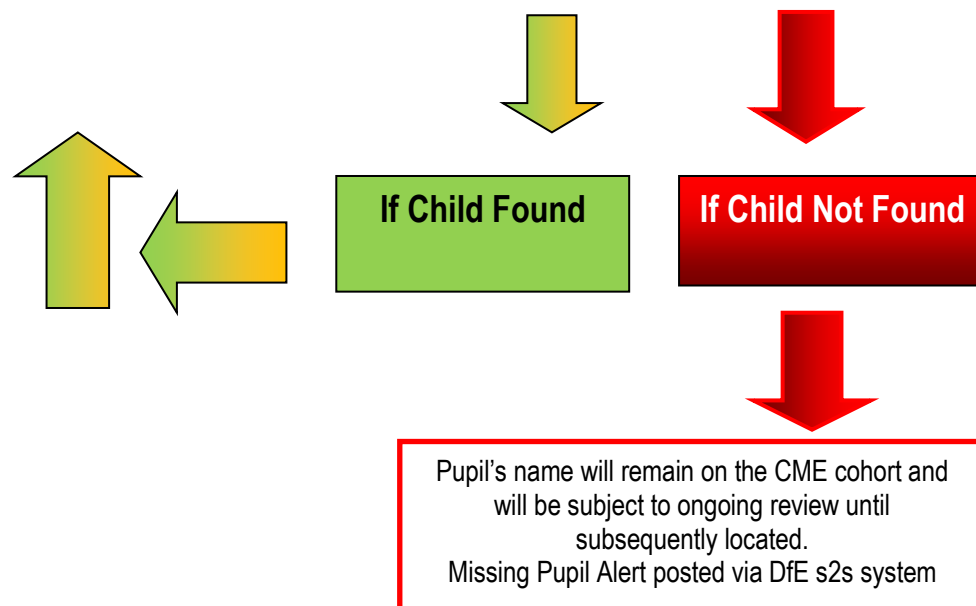 If Child Found
If Child Not Found
Pupil’s name will remain on the CME cohort and
will be subject to ongoing review until
subsequently located.
Missing Pupil Alert posted via DfE s2s system